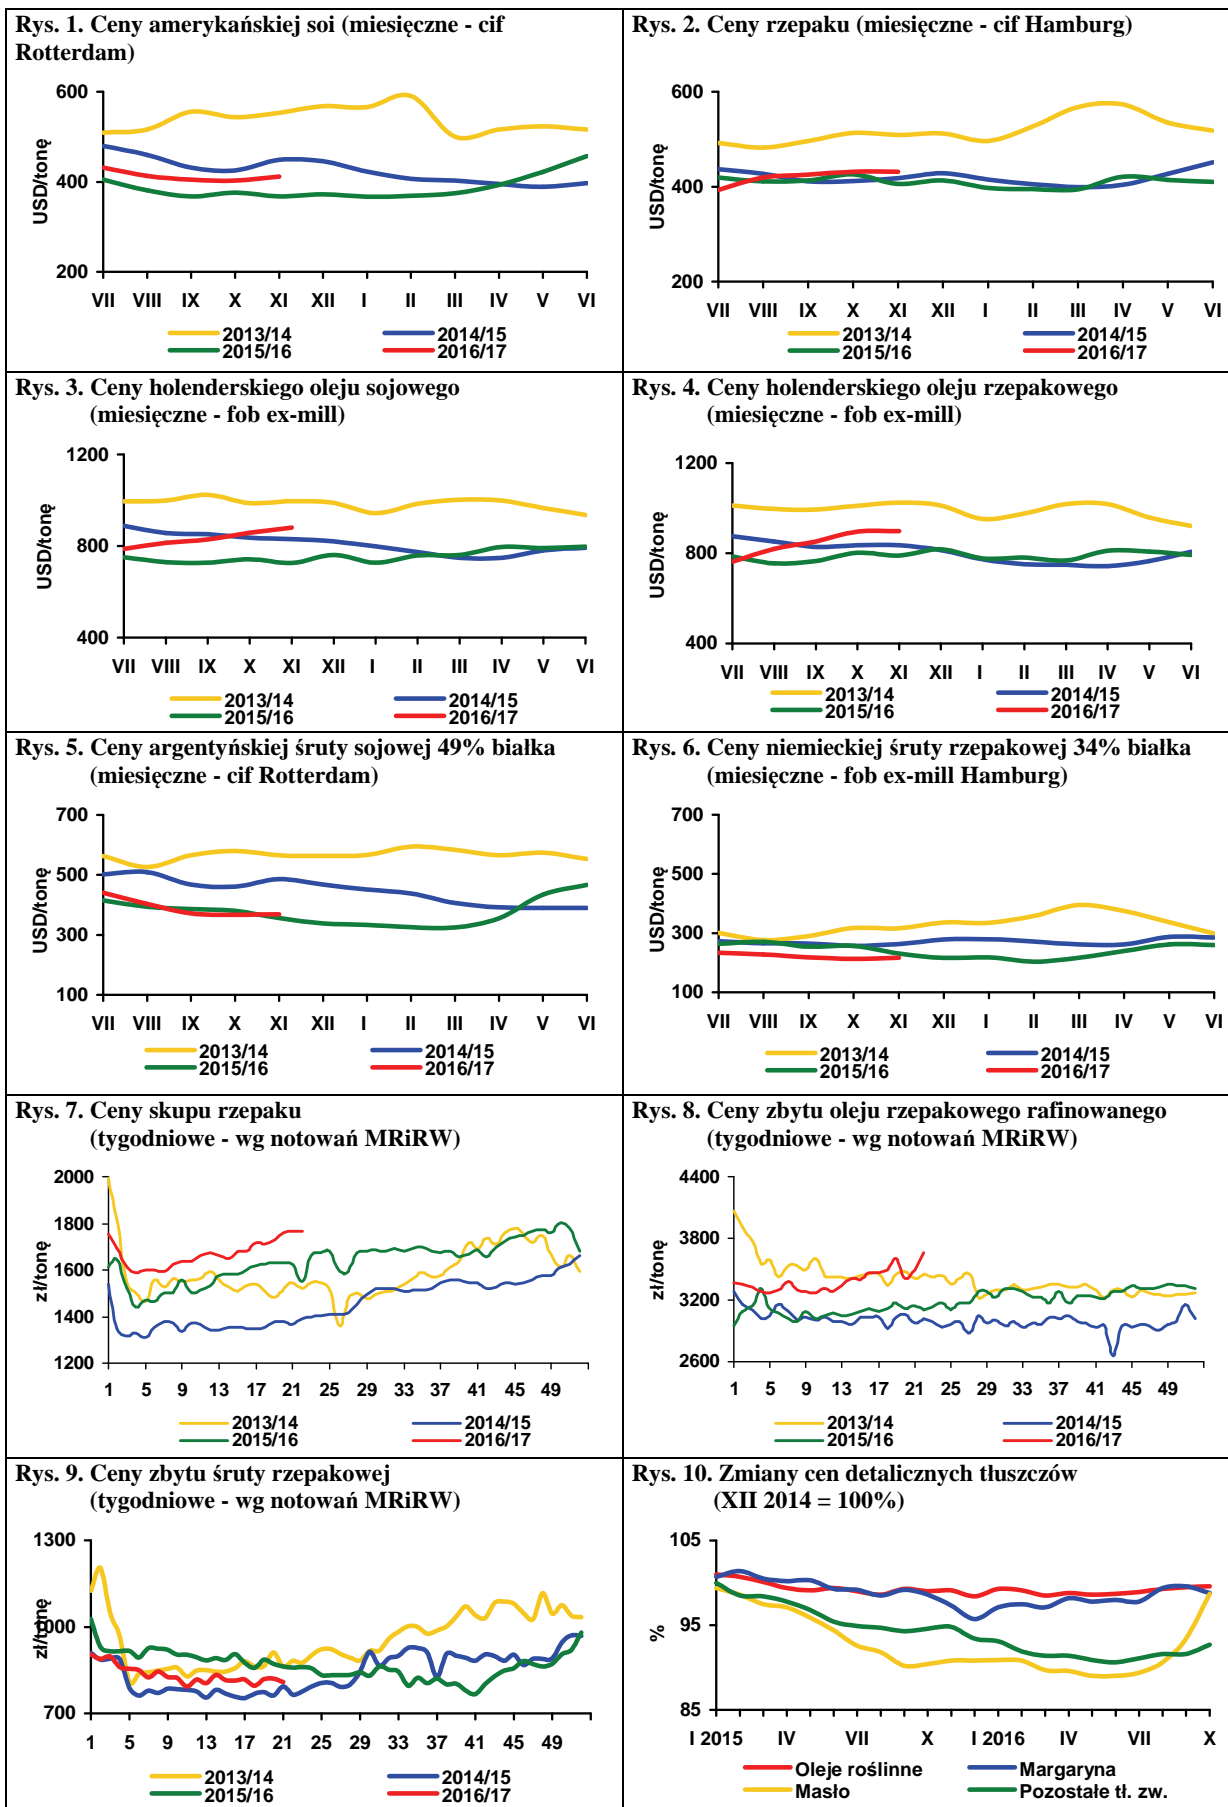 Rys. 1. Ceny amerykańskiej soi (miesięczne - cif
Rotterdam)
600
400
200
USD/tonę
VII VIII IX X XI XII I II III IV V VI
2013/14 2014/15
2015/16 2016/17
Rys. 2. Ceny rzepaku (miesięczne - cif Hamburg)
600
400
200
USD/tonę
VII VIII IX X XI XII I II III IV V VI
2013/14 2014/15
2015/16 2016/17
Rys. 3. Ceny holenderskiego oleju sojowego
(miesięczne - fob ex-mill)
1200
800
400
USD/tonę
VII VIII IX X XI XII I II III IV V VI
2013/14 2014/15
2015/16 2016/17
Rys. 4. Ceny holenderskiego oleju rzepakowego
(miesięczne - fob ex-mill)
1200
800
400
USD/tonę
VII VIII IX X XI XII I II III IV V VI
2013/14 2014/15
2015/16 2016/17
Rys. 5. Ceny argentyńskiej śruty sojowej 49% białka
(miesięczne - cif Rotterdam)
700
500
300
100
USD/tonę
VII VIII IX X XI XII I II III IV V VI
2013/14 2014/15
2015/16 2016/17
Rys. 6. Ceny niemieckiej śruty rzepakowej 34% białka
(miesięczne - fob ex-mill Hamburg)
700
500
300
100
USD/tonę
VII VIII IX X XI XII I II III IV V VI
2013/14 2014/15
2015/16 2016/17
Rys. 7. Ceny skupu rzepaku
(tygodniowe - wg notowań MRiRW)
2000
1800
1600
1400
1200
zł/tonę
1 5 9 13 17 21 25 29 33 37 41 45 49
2013/14 2014/15
2015/16 2016/17
Rys. 8. Ceny zbytu oleju rzepakowego rafinowanego
(tygodniowe - wg notowań MRiRW)
4400
3800
3200
2600
zł/tonę
1 5 9 13 17 21 25 29 33 37 41 45 49
2013/14 2014/15
2015/16 2016/17
Rys. 9. Ceny zbytu śruty rzepakowej
(tygodniowe - wg notowań MRiRW)
1300
1000
700
zł/tonę
1 5 9 13 17 21 25 29 33 37 41 45 49
2013/14 2014/15
2015/16 2016/17
Rys. 10. Zmiany cen detalicznych tłuszczów
(XII 2014 = 100%)
105
95
85
%
I 2015 IV VII X I 2016 IV VII X
Oleje roślinne Margaryna
Masło Pozostałe tł. zw.